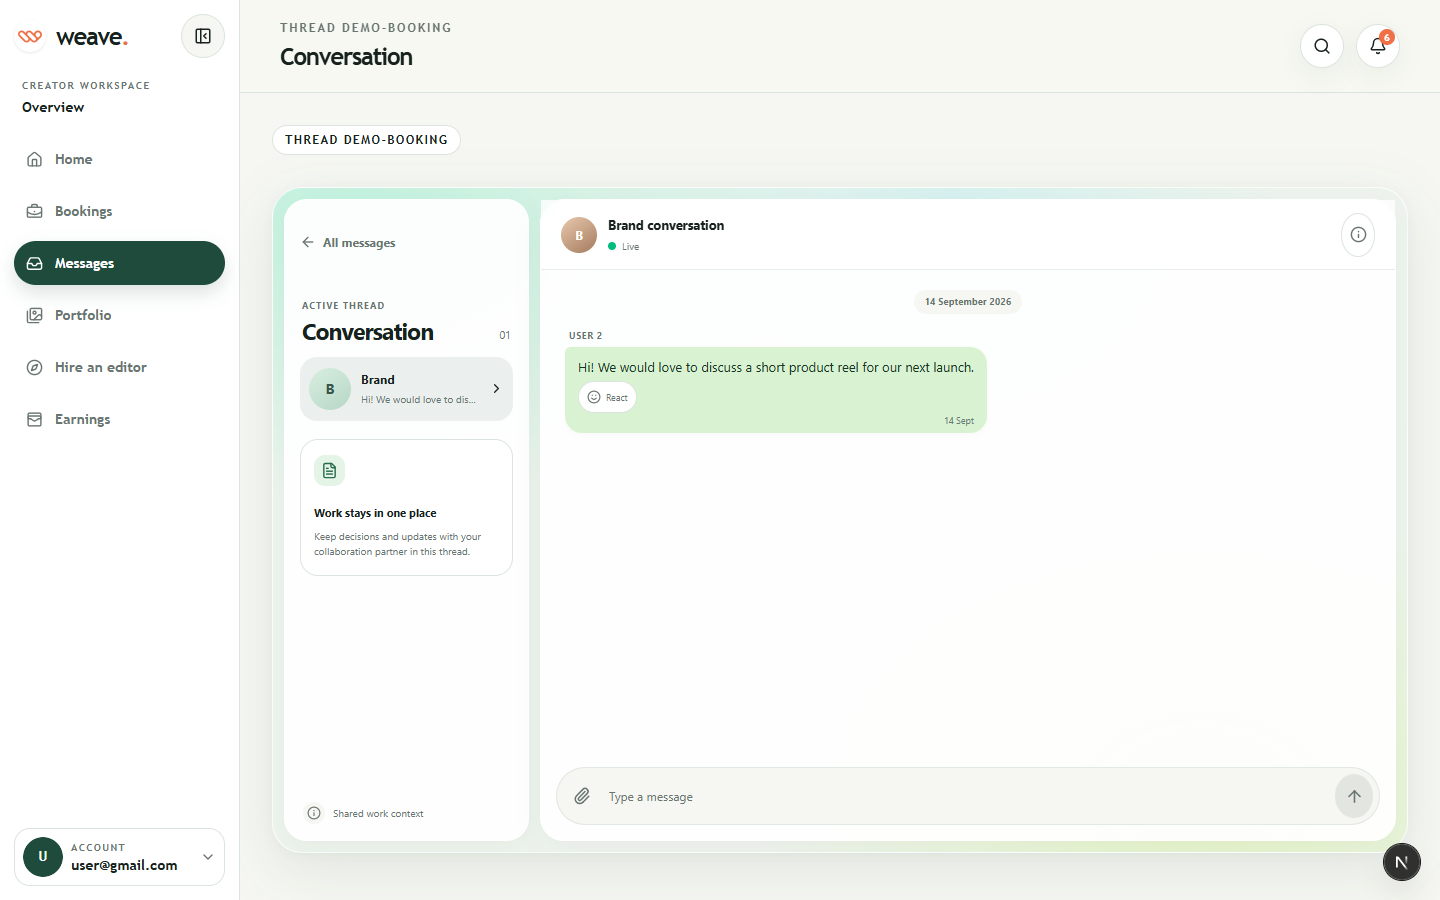 weave.
CREATOR WORKSPACE
Overview
Home
Bookings
Messages
Portfolio
Hire an editor
Earnings
U
ACCOUNT
user@gmail.com
THREAD DEMO-BOOKING
Conversation
6
THREAD DEMO-BOOKING
All messages
ACTIVE THREAD
Conversation
01
B
Brand
Hi! We would love to dis...
Work stays in one place
Keep decisions and updates with your
collaboration partner in this thread.
Shared work context
B
Brand conversation
Live
14 September 2026
USER 2
Hi! We would love to discuss a short product reel for our next launch.
React
14 Sept
Type a message
N